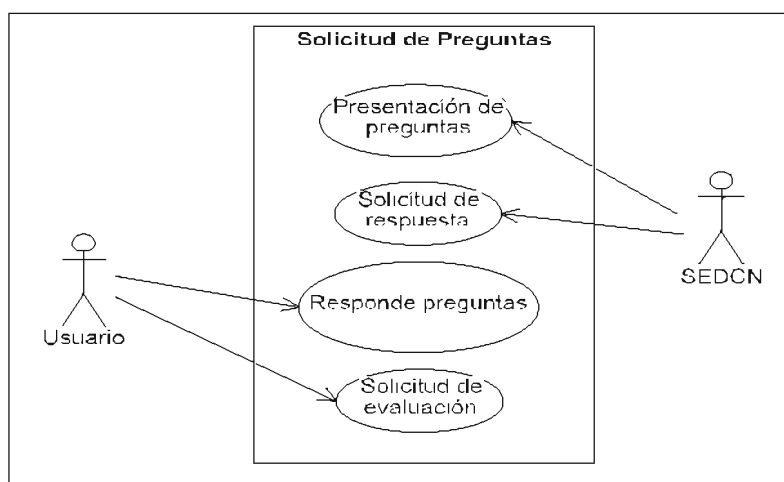 Solicitud de Preguntas
Presentación de
preguntas
Solicitud de
respuesta
SEDCN
Usuario
Responde preguntas
Solicitud de
evaluación